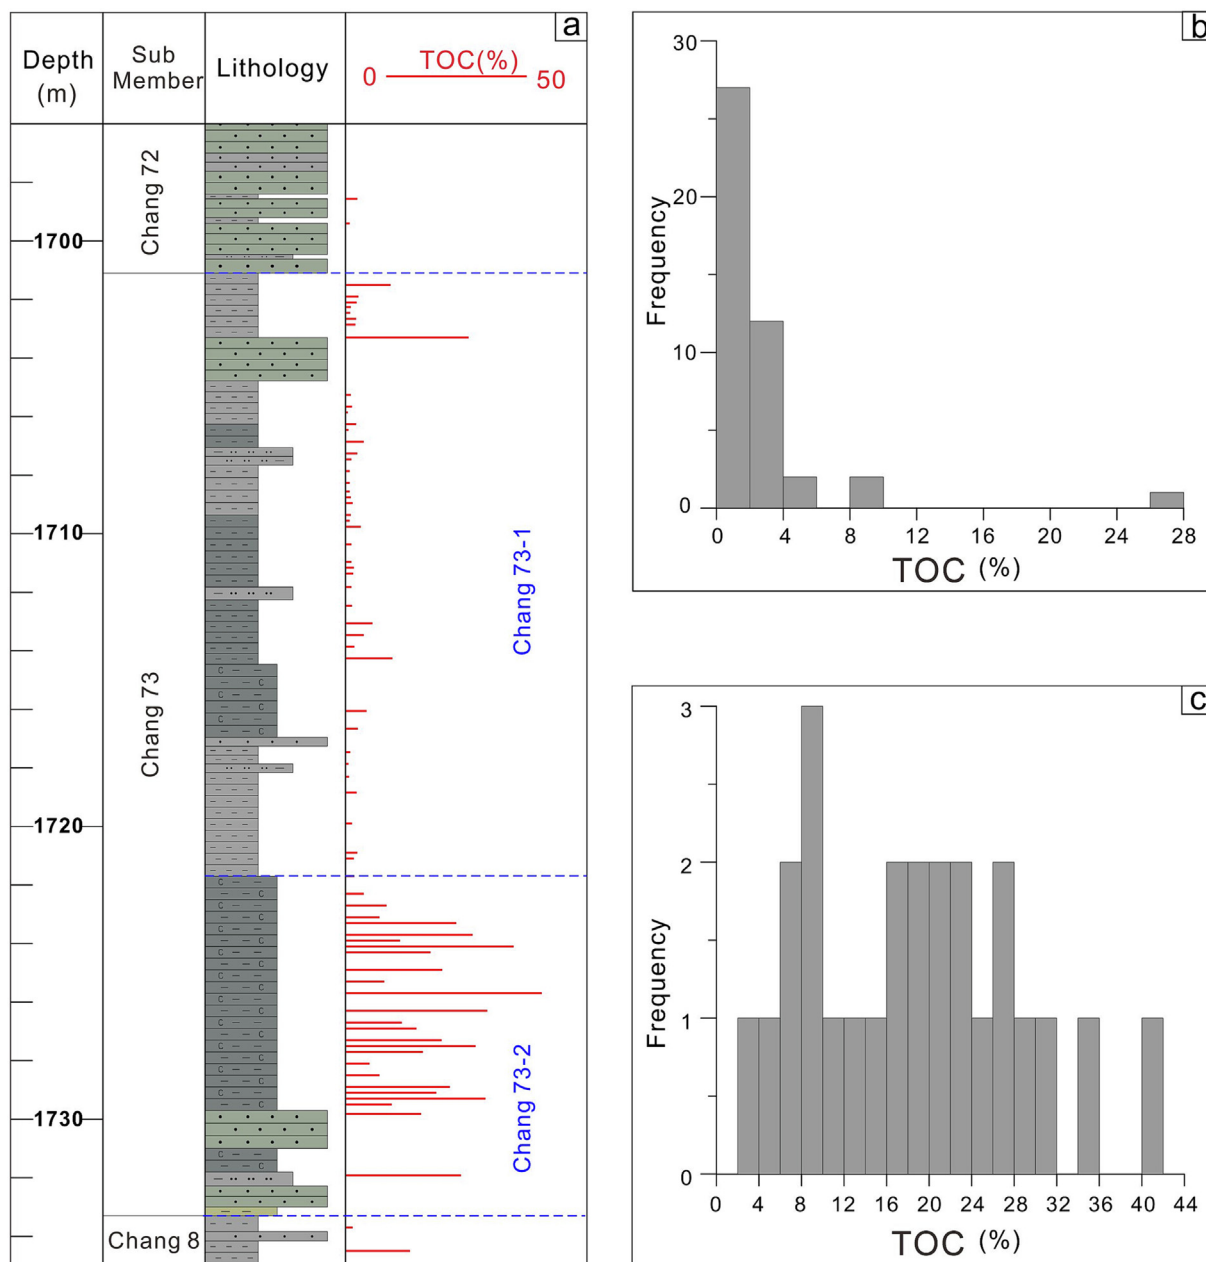 a
Depth
(m)
Sub
Member
Lithology
TOC(%)
0
50
Chang 72
1700
1710
Chang 73-1
Chang 73
1720
Chang 73-2
1730
Chang 8
b
30
20
10
0
Frequency
0 4 8 12 16 20 24 28
TOC (%)
c
3
2
1
0
Frequency
0 4 8 12 16 20 24 28 32 36 40 44
TOC (%)